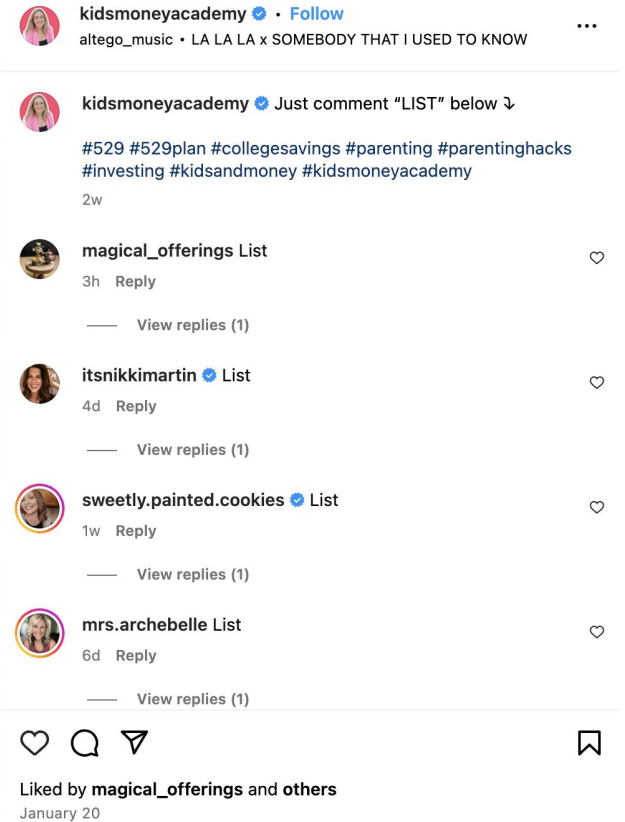 kidsmoneyacademy • Follow
altego_music • LA LA LA x SOMEBODY THAT I USED TO KNOW
kidsmoneyacademy Just comment “LIST” below ⤵
#529 #529plan #collegesavings #parenting #parentinghacks
#investing #kidsandmoney #kidsmoneyacademy
2w
magical_offerings List
3h Reply
View replies (1)
itsnikkimartin List
4d Reply
View replies (1)
sweetly.painted.cookies List
1w Reply
View replies (1)
mrs.archebelle List
6d Reply
View replies (1)
Liked by magical_offerings and others
January 20